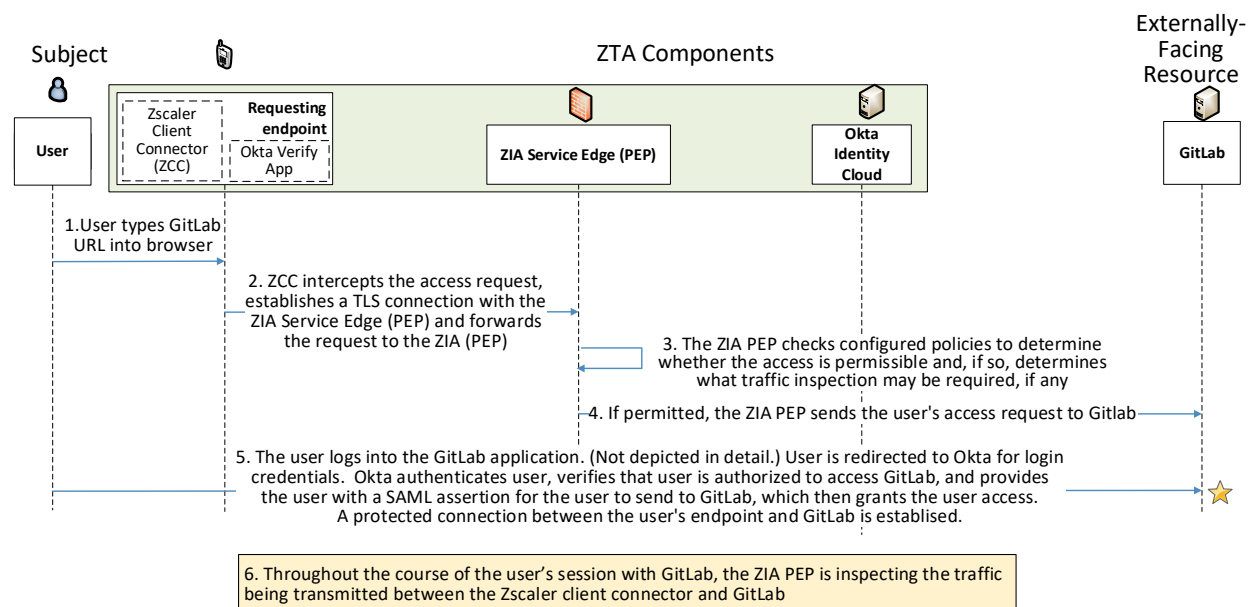 Subject
ZTA Components
Externally-
Facing
Resource
User
Zscaler
Client
Connector
(ZCC)
Requesting
endpoint
Okta Verify
App
ZIA Service Edge (PEP)
Okta
Identity
Cloud
GitLab
1.User types GitLab
URL into browser
2. ZCC intercepts the access request,
establishes a TLS connection with the
ZIA Service Edge (PEP) and forwards
the request to the ZIA (PEP)
3. The ZIA PEP checks configured policies to determine
whether the access is permissible and, if so, determines
what traffic inspection may be required, if any
4. If permitted, the ZIA PEP sends the user's access request to Gitlab
5. The user logs into the GitLab application. (Not depicted in detail.) User is redirected to Okta for login
credentials. Okta authenticates user, verifies that user is authorized to access GitLab, and provides
the user with a SAML assertion for the user to send to GitLab, which then grants the user access.
A protected connection between the user's endpoint and GitLab is establised.
6. Throughout the course of the user’s session with GitLab, the ZIA PEP is inspecting the traffic
being transmitted between the Zscaler client connector and GitLab